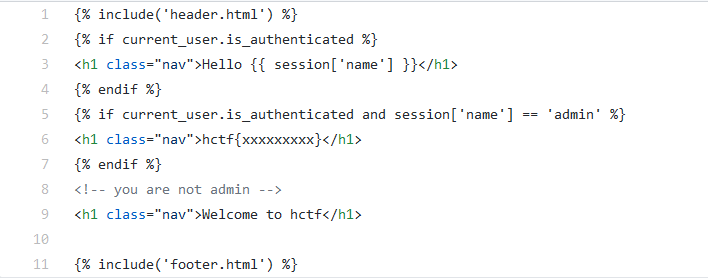 1 {% include('header.html') %}
2 {% if current_user.is_authenticated %}
3 <h1 class="nav">Hello {{ session['name'] }}</h1>
4 {% endif %}
5 {% if current_user.is_authenticated and session['name'] == 'admin' %}
6 <h1 class="nav">hctf{xxxxxxxxx}</h1>
7 {% endif %}
8 <!-- you are not admin -->
9 <h1 class="nav">Welcome to hctf</h1>
10
11 {% include('footer.html') %}